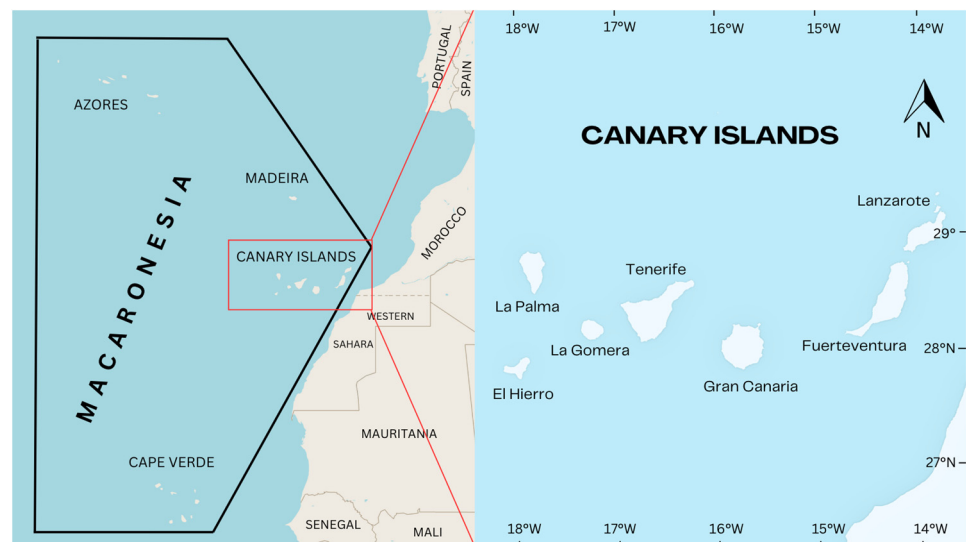 AZORES
MADEIRA
CANARY ISLANDS
MACARONESIA
CAPE VERDE
PORTUGAL
SPAIN
MOROCCO
WESTERN
SAHARA
MAURITANIA
SENEGAL
MALI
18°W
17°W
16°W
15°W
14°W
N
CANARY ISLANDS
Lanzarote
29°
La Palma
Tenerife
La Gomera
Fuerteventura
28°N
El Hierro
Gran Canaria
27°N
18°W
17°W
16°W
15°W
14°W